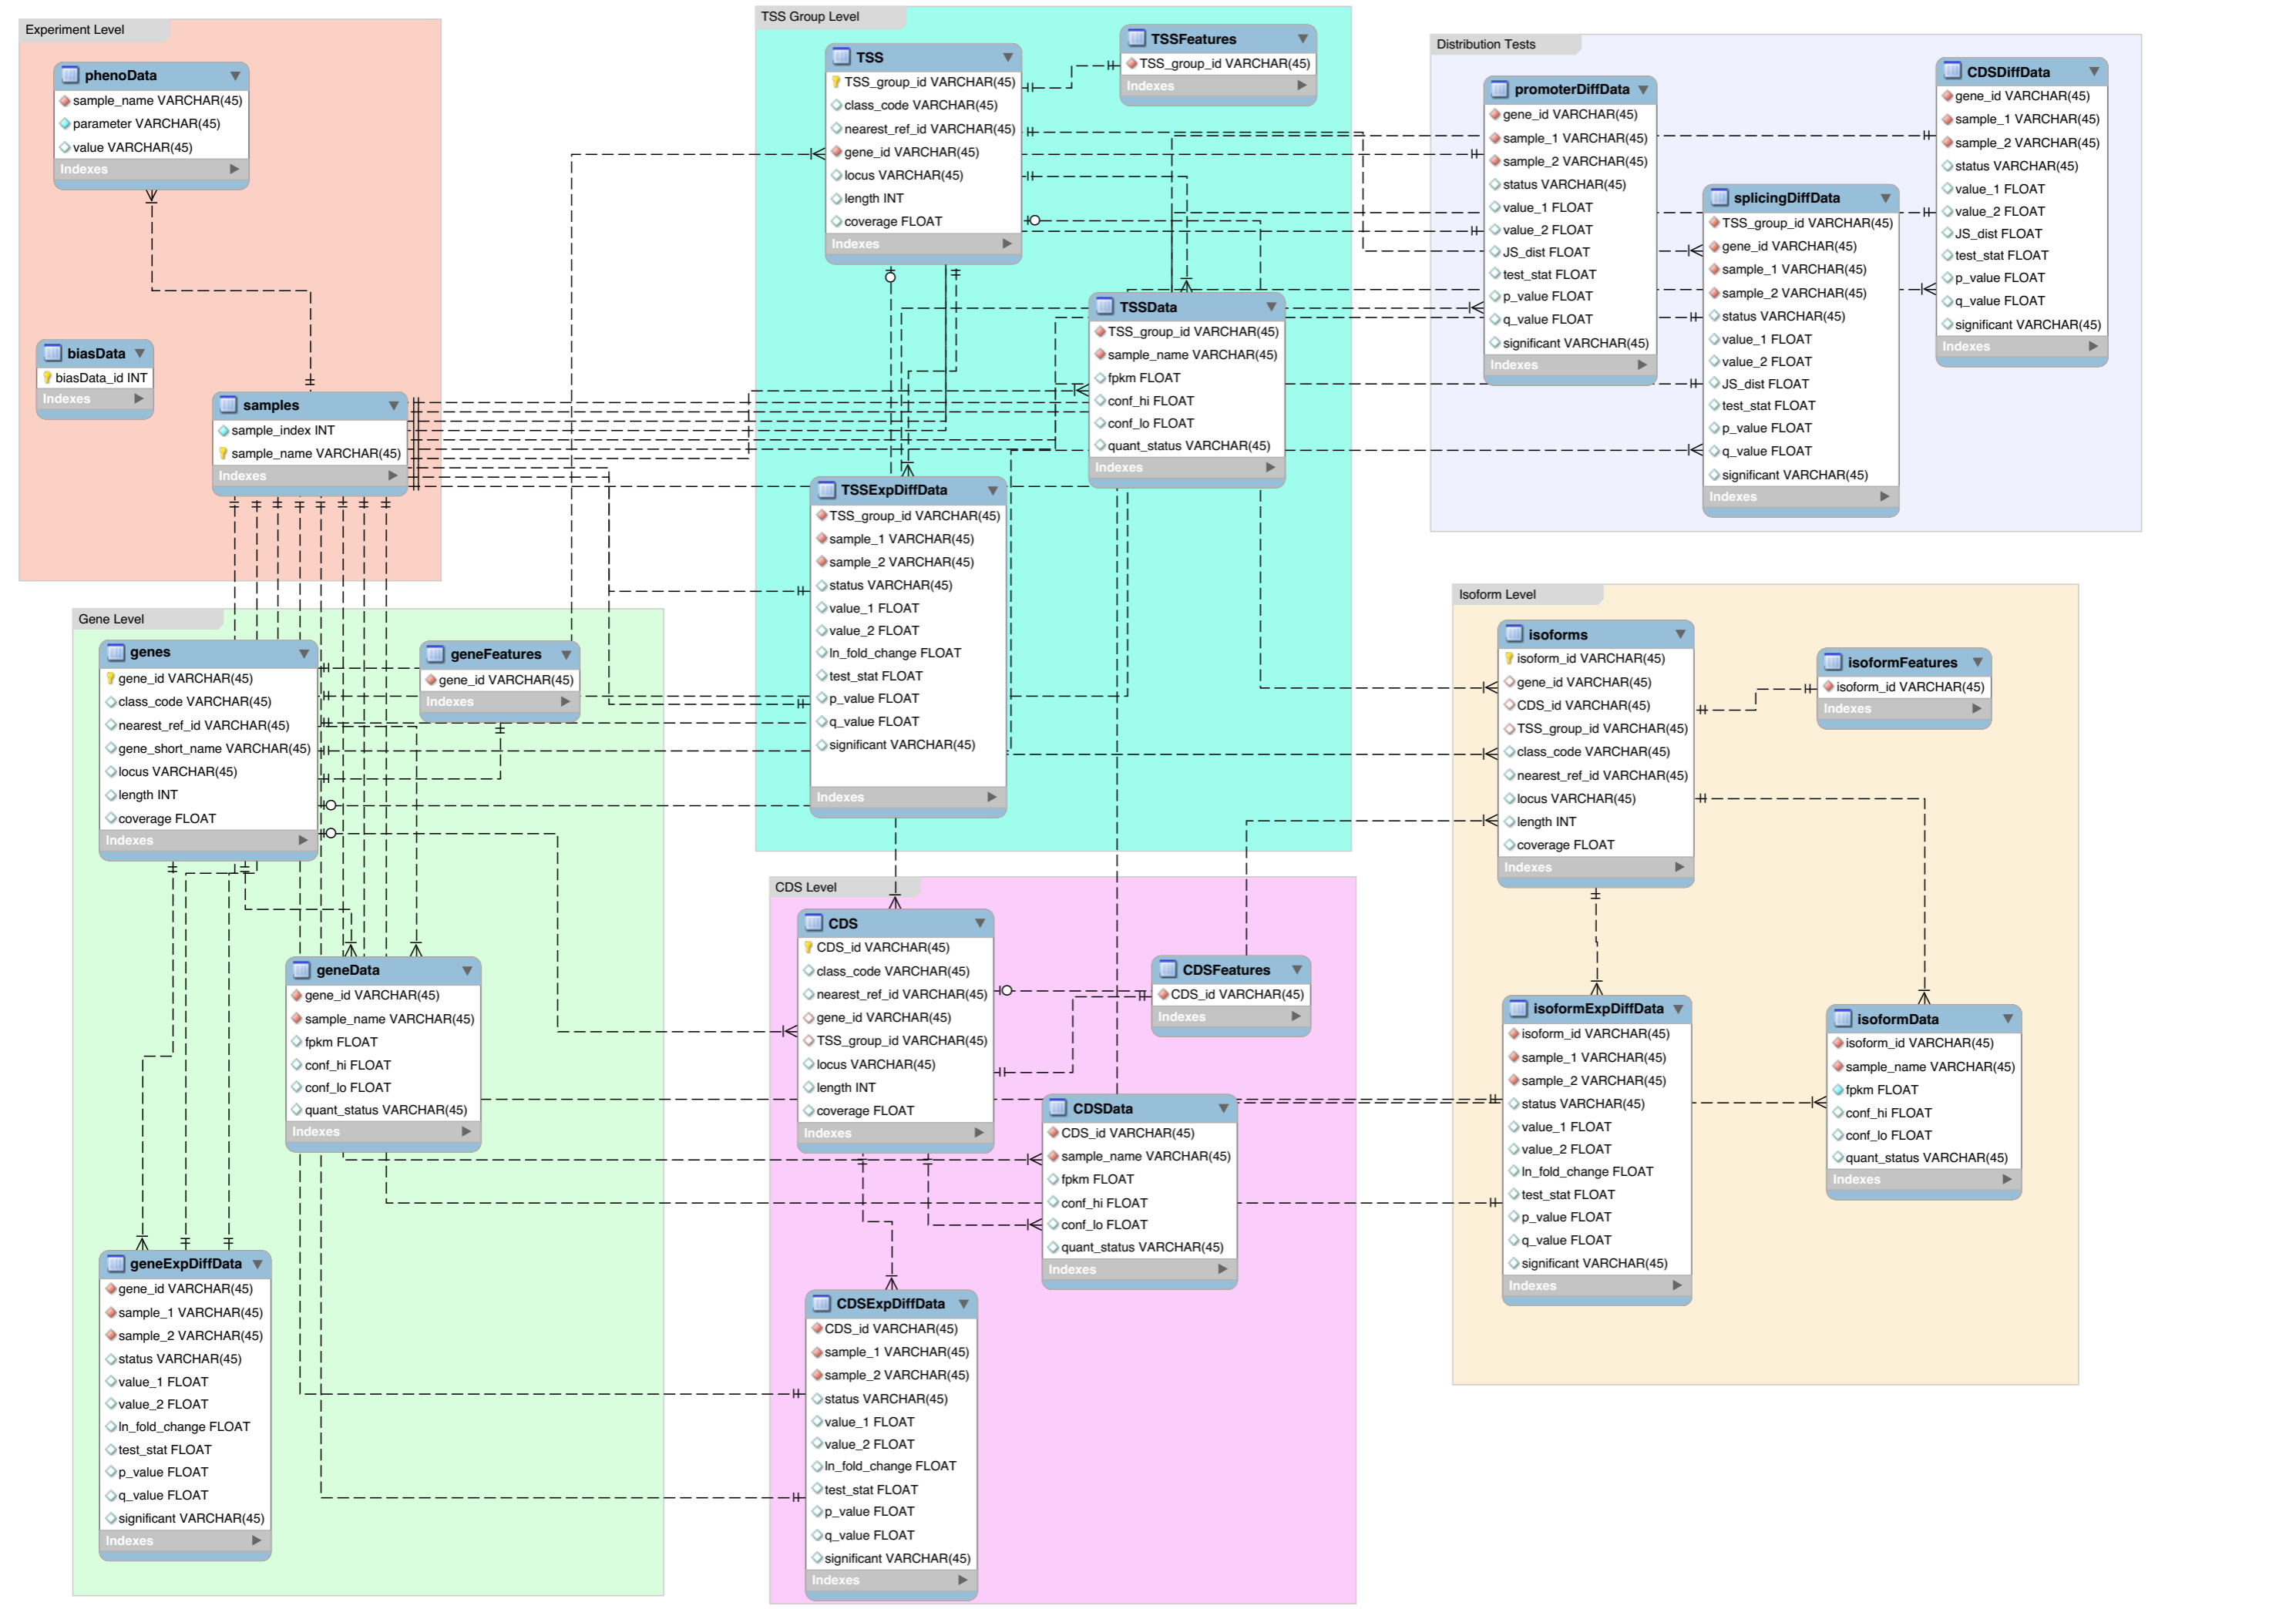 Experiment Level
phenoData
sample_name VARCHAR(45)
parameter VARCHAR(45)
value VARCHAR(45)
Indexes
biasData
biasData_id INT
Indexes
samples
sample_index INT
sample_name VARCHAR(45)
Indexes
TSS Group Level
TSS
TSS_group_id VARCHAR(45)
class_code VARCHAR(45)
nearest_ref_id VARCHAR(45)
gene_id VARCHAR(45)
locus VARCHAR(45)
length INT
coverage FLOAT
Indexes
TSSFeatures
TSS_group_id VARCHAR(45)
Indexes
TSSData
TSS_group_id VARCHAR(45)
sample_name VARCHAR(45)
fpkm FLOAT
conf_hi FLOAT
conf_lo FLOAT
quant_status VARCHAR(45)
Indexes
TSSExpDiffData
TSS_group_id VARCHAR(45)
sample_1 VARCHAR(45)
sample_2 VARCHAR(45)
status VARCHAR(45)
value_1 FLOAT
value_2 FLOAT
ln_fold_change FLOAT
test_stat FLOAT
p_value FLOAT
q_value FLOAT
significant VARCHAR(45)
Indexes
Distribution Tests
promoterDiffData
gene_id VARCHAR(45)
sample_1 VARCHAR(45)
sample_2 VARCHAR(45)
status VARCHAR(45)
value_1 FLOAT
value_2 FLOAT
JS_dist FLOAT
test_stat FLOAT
p_value FLOAT
q_value FLOAT
significant VARCHAR(45)
Indexes
splicingDiffData
TSS_group_id VARCHAR(45)
gene_id VARCHAR(45)
sample_1 VARCHAR(45)
sample_2 VARCHAR(45)
status VARCHAR(45)
value_1 FLOAT
value_2 FLOAT
JS_dist FLOAT
test_stat FLOAT
p_value FLOAT
q_value FLOAT
significant VARCHAR(45)
Indexes
CDSDiffData
gene_id VARCHAR(45)
sample_1 VARCHAR(45)
sample_2 VARCHAR(45)
status VARCHAR(45)
value_1 FLOAT
value_2 FLOAT
JS_dist FLOAT
test_stat FLOAT
p_value FLOAT
q_value FLOAT
significant VARCHAR(45)
Indexes
Gene Level
genes
gene_id VARCHAR(45)
class_code VARCHAR(45)
nearest_ref_id VARCHAR(45)
gene_short_name VARCHAR(45)
locus VARCHAR(45)
length INT
coverage FLOAT
Indexes
geneFeatures
gene_id VARCHAR(45)
Indexes
geneData
gene_id VARCHAR(45)
sample_name VARCHAR(45)
fpkm FLOAT
conf_hi FLOAT
conf_lo FLOAT
quant_status VARCHAR(45)
Indexes
geneExpDiffData
gene_id VARCHAR(45)
sample_1 VARCHAR(45)
sample_2 VARCHAR(45)
status VARCHAR(45)
value_1 FLOAT
value_2 FLOAT
ln_fold_change FLOAT
test_stat FLOAT
p_value FLOAT
q_value FLOAT
significant VARCHAR(45)
Indexes
CDS Level
CDS
CDS_id VARCHAR(45)
class_code VARCHAR(45)
nearest_ref_id VARCHAR(45)
gene_id VARCHAR(45)
TSS_group_id VARCHAR(45)
locus VARCHAR(45)
length INT
coverage FLOAT
Indexes
CDSFeatures
CDS_id VARCHAR(45)
Indexes
CDSData
CDS_id VARCHAR(45)
sample_name VARCHAR(45)
fpkm FLOAT
conf_hi FLOAT
conf_lo FLOAT
quant_status VARCHAR(45)
Indexes
CDSExpDiffData
CDS_id VARCHAR(45)
sample_1 VARCHAR(45)
sample_2 VARCHAR(45)
status VARCHAR(45)
value_1 FLOAT
value_2 FLOAT
ln_fold_change FLOAT
test_stat FLOAT
p_value FLOAT
q_value FLOAT
significant VARCHAR(45)
Indexes
Isoform Level
isoforms
isoform_id VARCHAR(45)
gene_id VARCHAR(45)
CDS_id VARCHAR(45)
TSS_group_id VARCHAR(45)
class_code VARCHAR(45)
nearest_ref_id VARCHAR(45)
locus VARCHAR(45)
length INT
coverage FLOAT
Indexes
isoformFeatures
isoform_id VARCHAR(45)
Indexes
isoformExpDiffData
isoform_id VARCHAR(45)
sample_1 VARCHAR(45)
sample_2 VARCHAR(45)
status VARCHAR(45)
value_1 FLOAT
value_2 FLOAT
ln_fold_change FLOAT
test_stat FLOAT
p_value FLOAT
q_value FLOAT
significant VARCHAR(45)
Indexes
isoformData
isoform_id VARCHAR(45)
sample_name VARCHAR(45)
fpkm FLOAT
conf_hi FLOAT
conf_lo FLOAT
quant_status VARCHAR(45)
Indexes